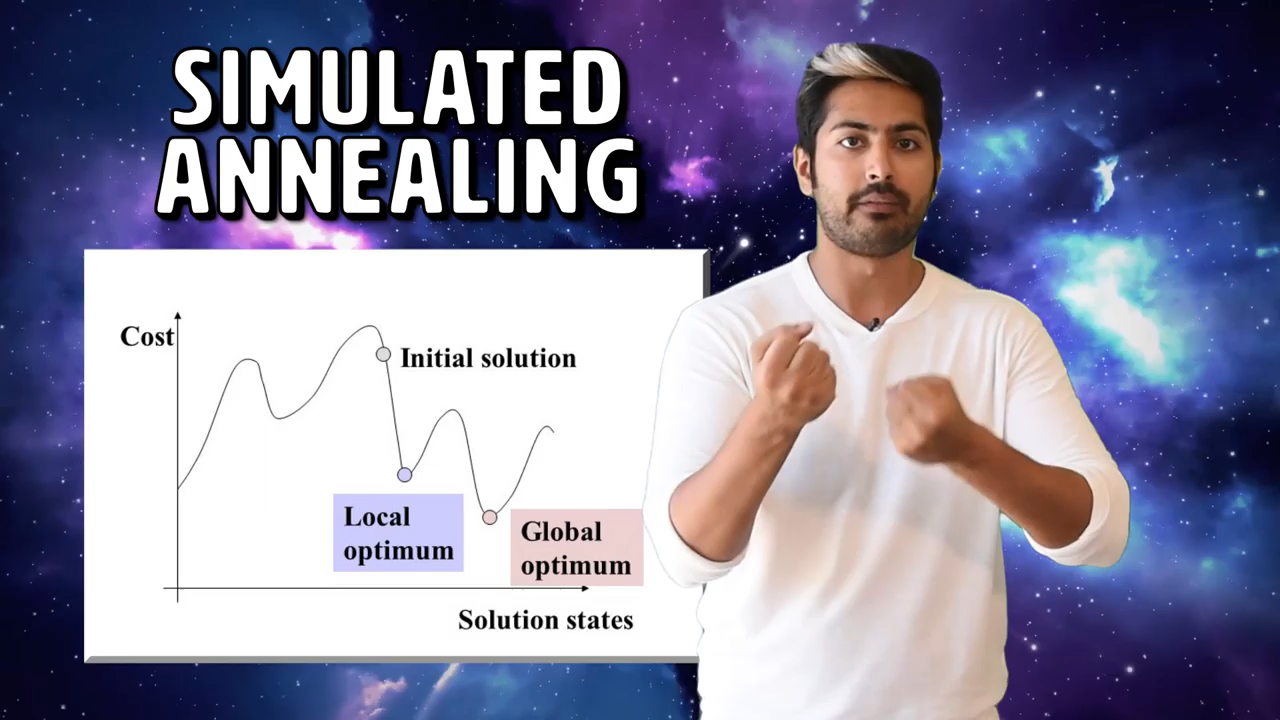 SIMULATED
ANNEALING
Cost
Initial solution
Local
optimum
Global
optimum
Solution states